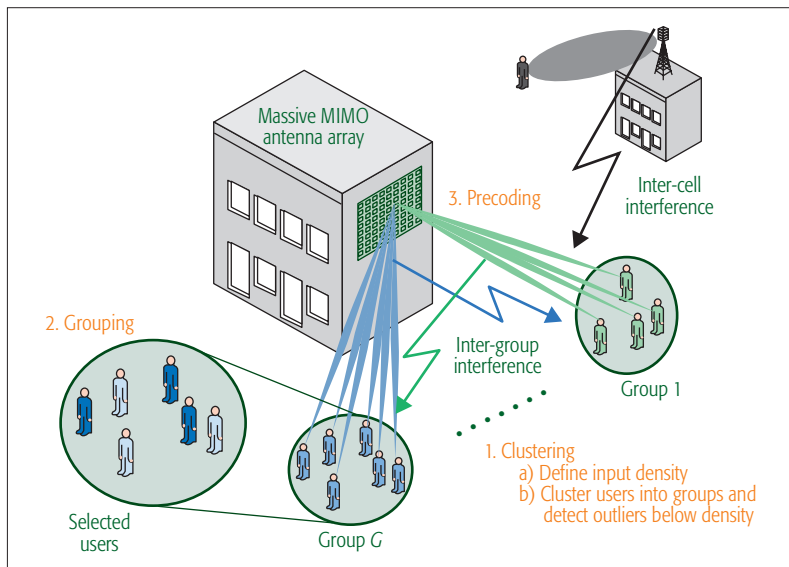 Massive MIMO
antenna array
3. Precoding
Inter-cell
interference
2. Grouping
Inter-group
interference
Group 1
1. Clustering
a) Define input density
b) Cluster users into groups and
detect outliers below density
Selected
users
Group G